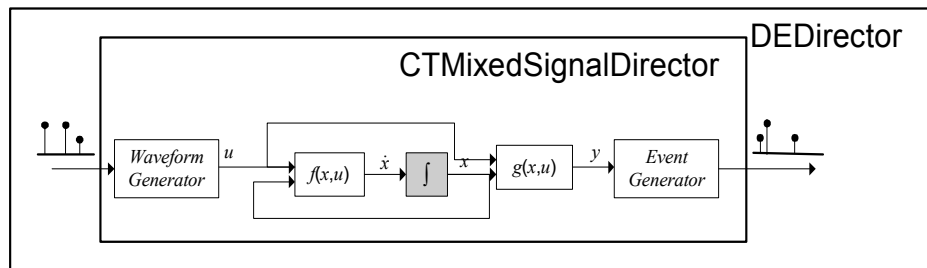 DEDirector
CTMixedSignalDirector
Waveform
Generator
u
f(x,u)
ẋ
∫
x
g(x,u)
y
Event
Generator